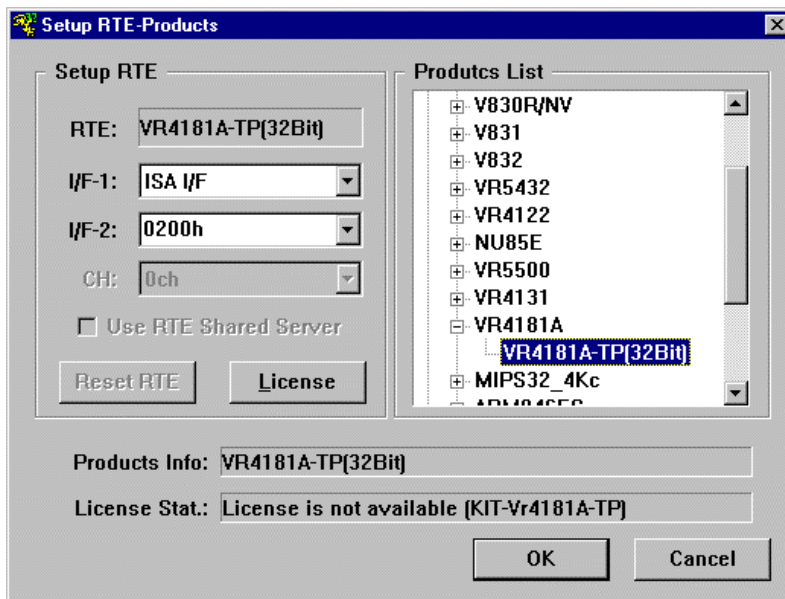 Setup RTE-Products
Setup RTE
RTE: VR4181A-TP(32Bit)
I/F-1: ISA I/F
I/F-2: 0200h
CH: 0ch
Use RTE Shared Server
Reset RTE
License
Produtcs List
V830R/NV
V831
V832
VR5432
VR4122
NU85E
VR5500
VR4131
VR4181A
VR4181A-TP(32Bit)
MIPS32_4Kc
Products Info: VR4181A-TP(32Bit)
License Stat.: License is not available (KIT-Vr4181A-TP)
OK
Cancel